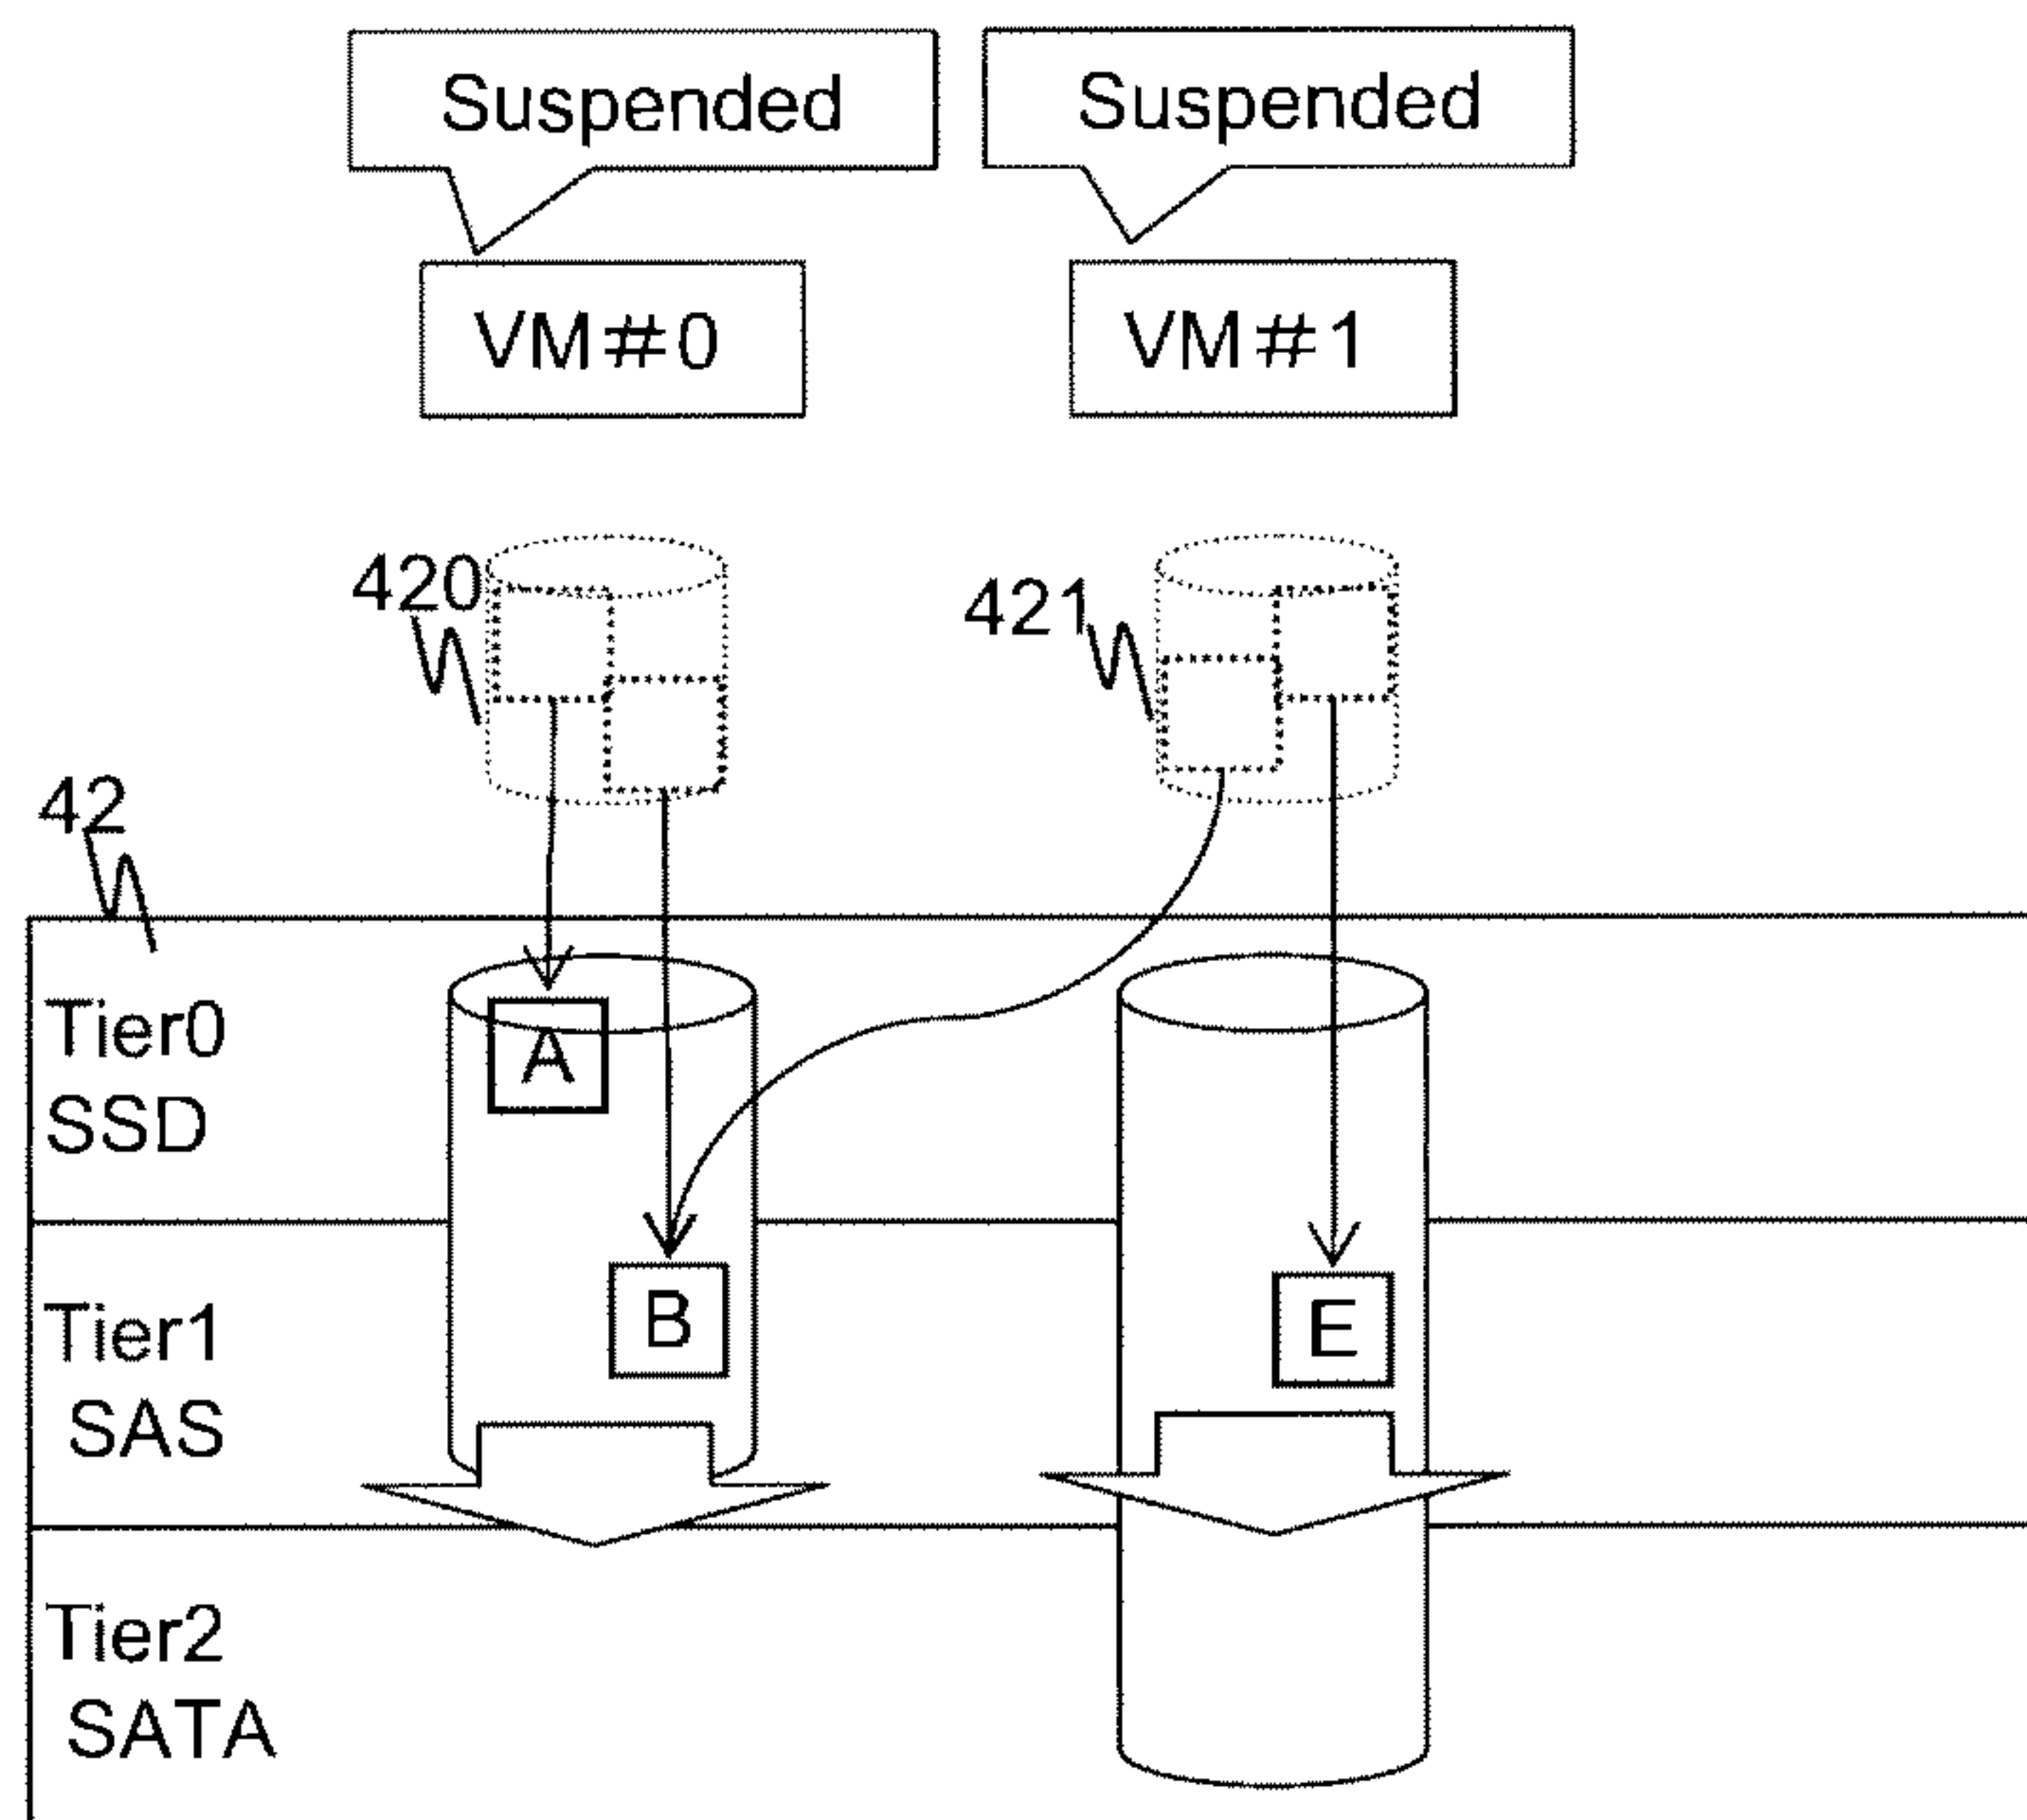 Suspended
Suspended
VM#0
VM#1
420
421
42
Tier0
SSD
A
Tier1
SAS
B
E
Tier2
SATA